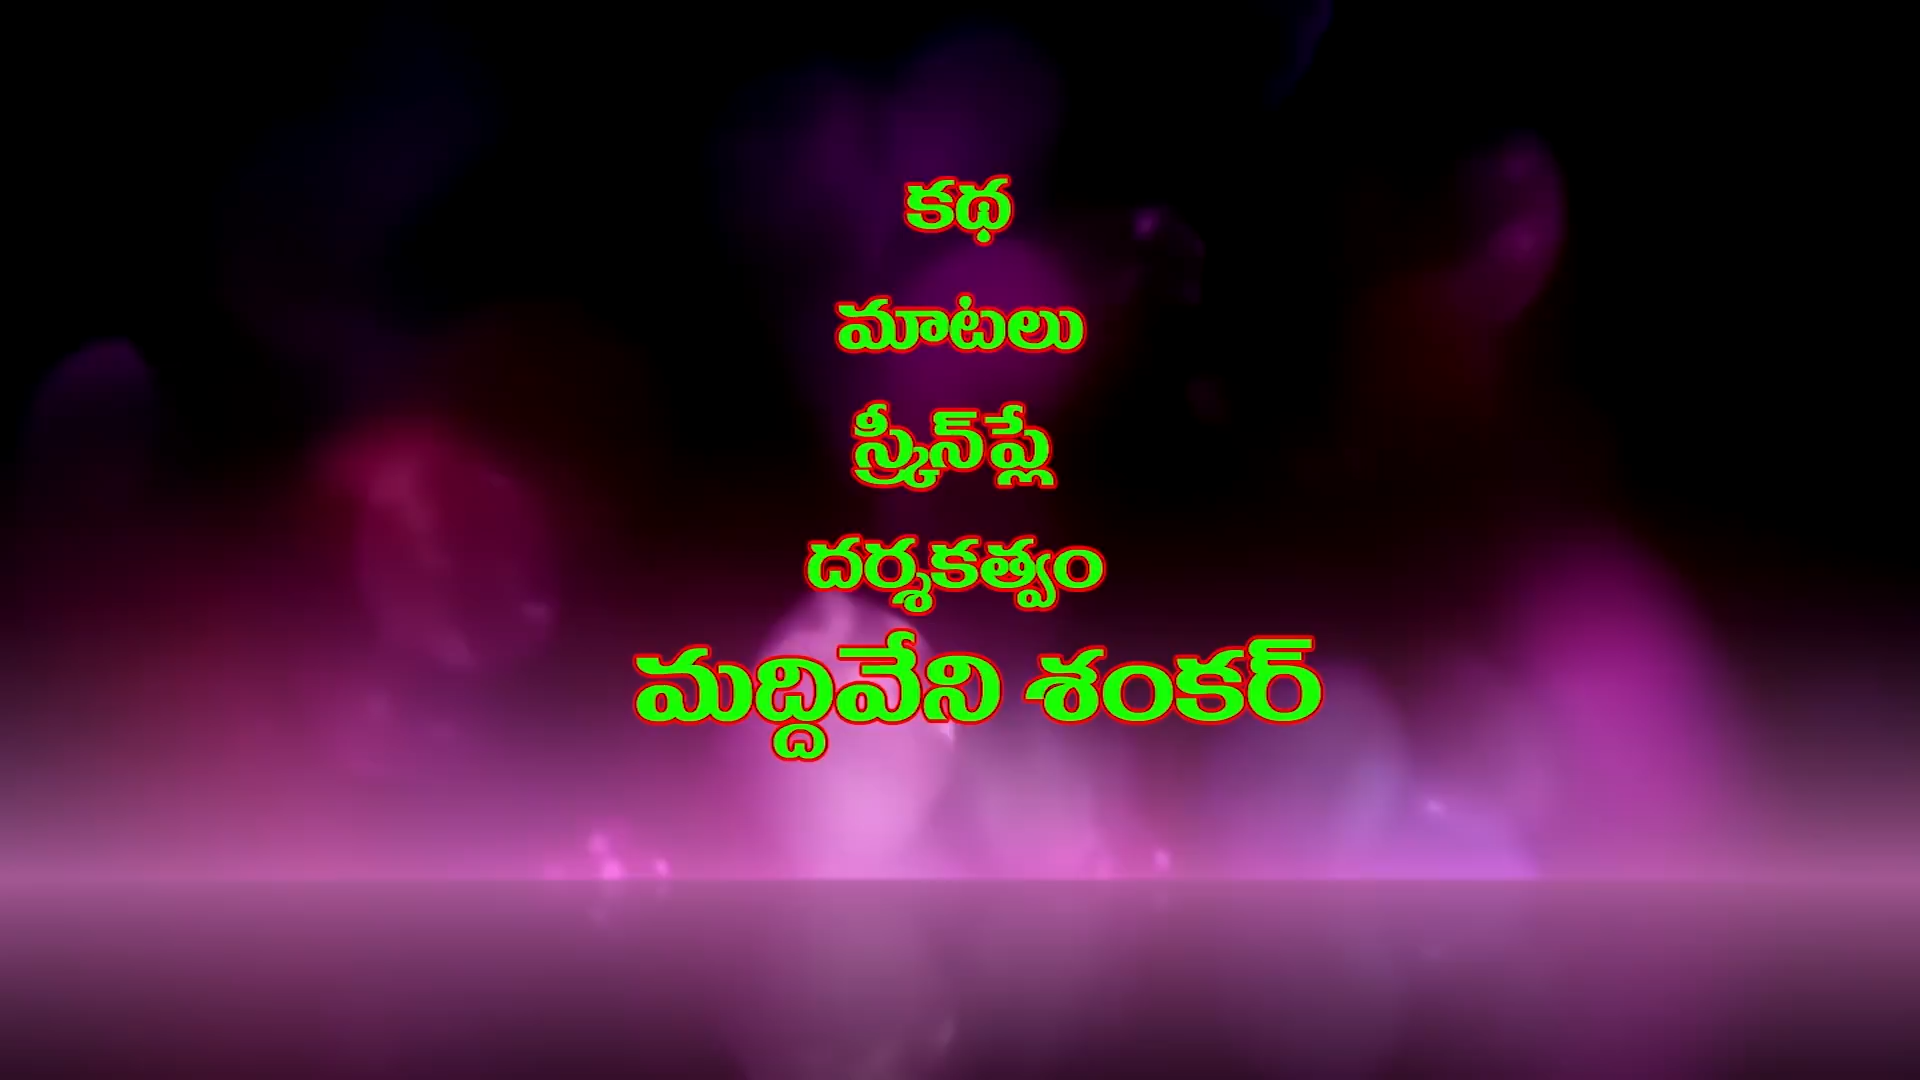 కథ
మాటలు
స్క్రీన్‌ప్లే
దర్శకత్వం
మద్దివేని శంకర్